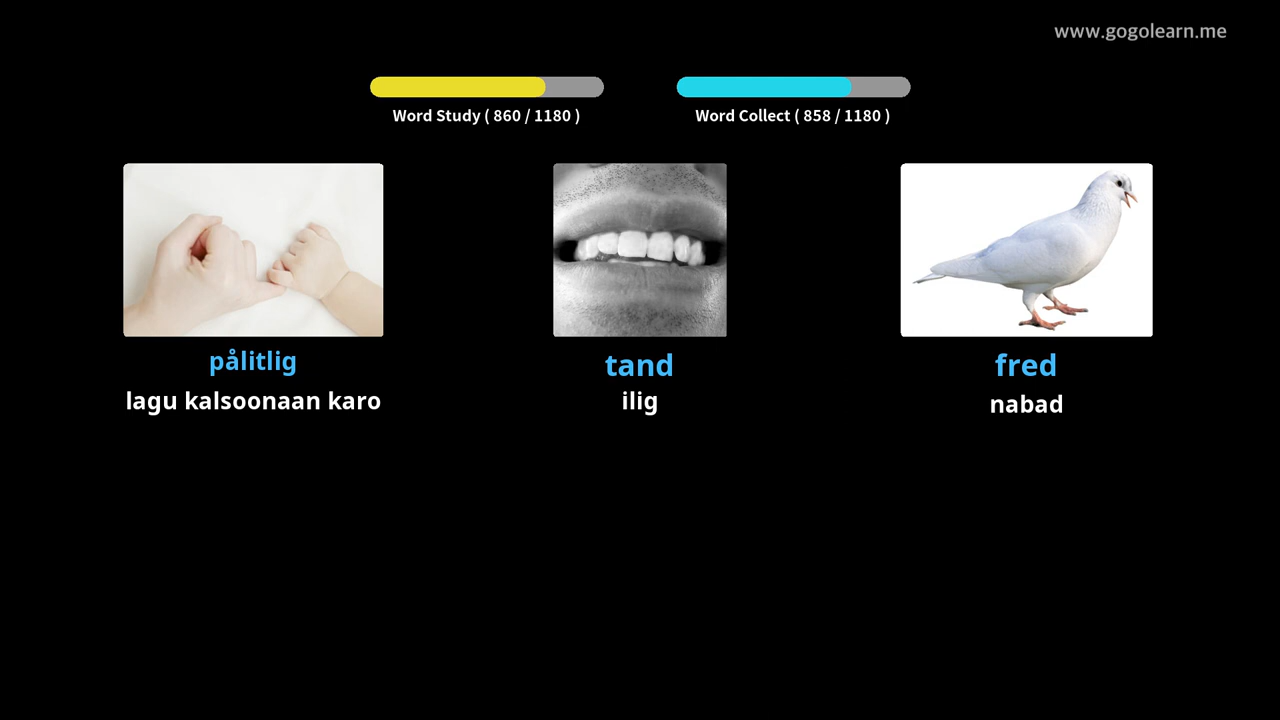 www.gogolearn.me
Word Study ( 860 / 1180 )
Word Collect ( 858 / 1180 )
pålitlig
lagu kalsoonaan karo
tand
ilig
fred
nabad